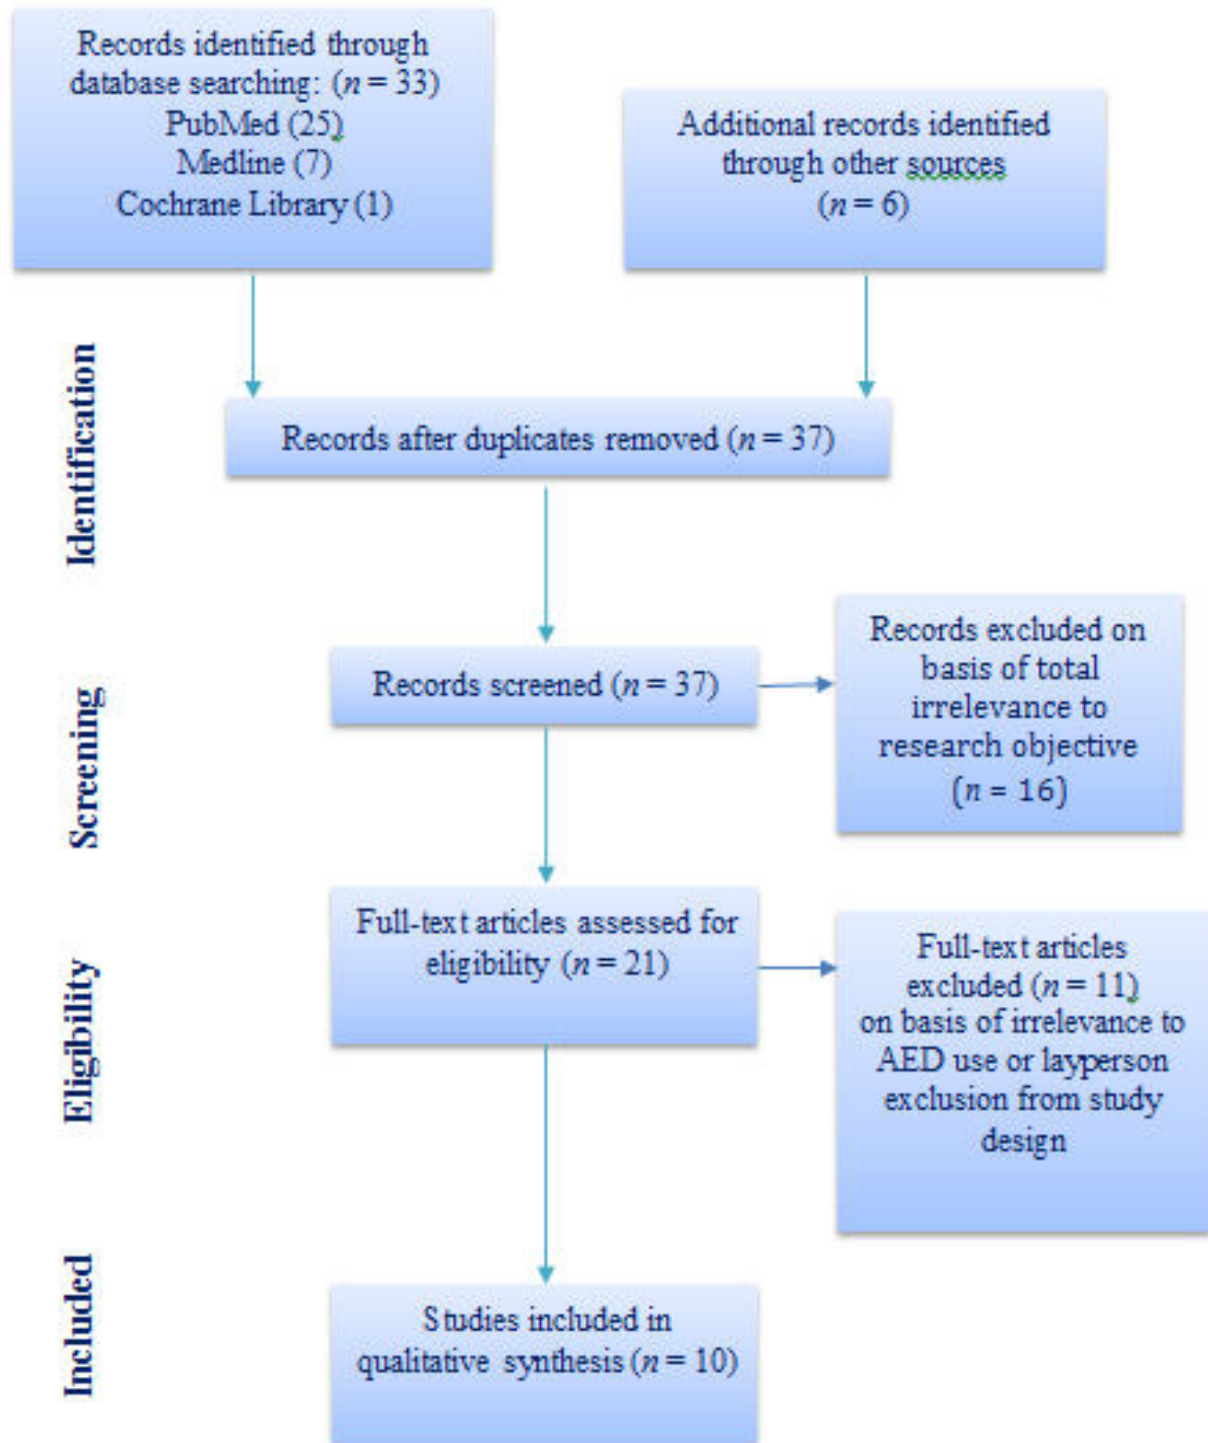 Records identified through
database searching: (n = 33)
PubMed (25)
Medline (7)
Cochrane Library (1)
Additional records identified
through other sources
(n = 6)
Identification
Records after duplicates removed (n = 37)
Screening
Records screened (n = 37)
Records excluded on
basis of total
irrelevance to
research objective
(n = 16)
Eligibility
Full-text articles assessed for
eligibility (n = 21)
Full-text articles
excluded (n = 11)
on basis of irrelevance to
AED use or layperson
exclusion from study
design
Included
Studies included in
qualitative synthesis (n = 10)